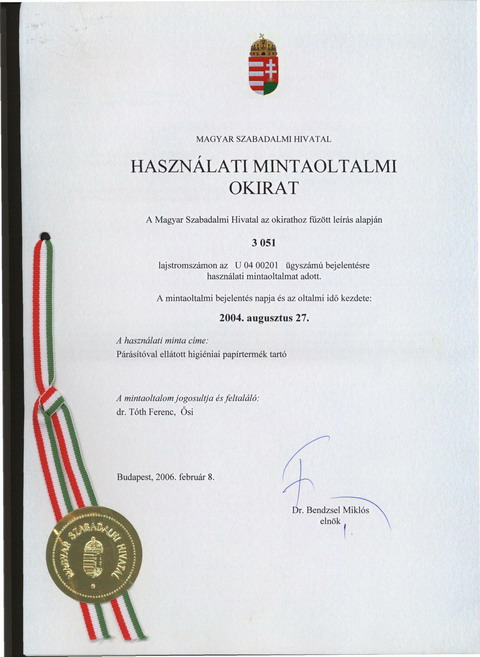 MAGYAR SZABADALMI HIVATAL
HASZNÁLATI MINTAOLTALMI
OKIRAT
A Magyar Szabadalmi Hivatal az okirathoz fűzött leírás alapján
3 051
lajstromszámon az U 04 00201 ügyszámú bejelentésre
használati mintaoltalmat adott.
A mintaoltalmi bejelentés napja és az oltalmi idő kezdete:
2004. augusztus 27.
A használati minta címe:
Párásítóval ellátott higiéniai papírtermék tartó
A mintaoltalom jogosultja és feltaláló:
dr. Tóth Ferenc, Ősi
Budapest, 2006. február 8.
Dr. Bendzsel Miklós
elnök
MAGYAR SZABADALMI HIVATAL